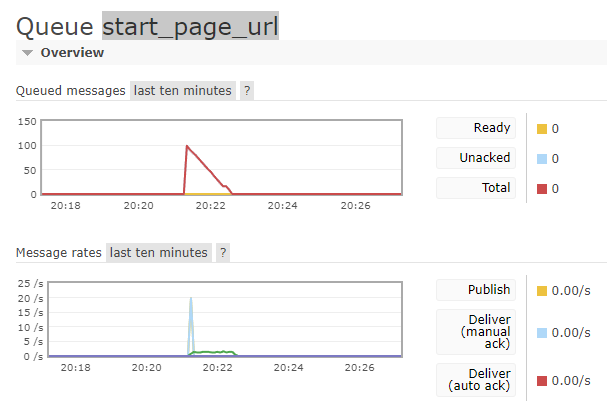 Queue start_page_url
Overview
Queued messages last ten minutes ?
150
100
50
0
20:18 20:20 20:22 20:24 20:26
Ready 0
Unacked 0
Total 0
Message rates last ten minutes ?
25 /s
20 /s
15 /s
10 /s
5 /s
0 /s
20:18 20:20 20:22 20:24 20:26
Publish 0.00/s
Deliver
(manual 0.00/s
ack)
Deliver 0.00/s
(auto ack)